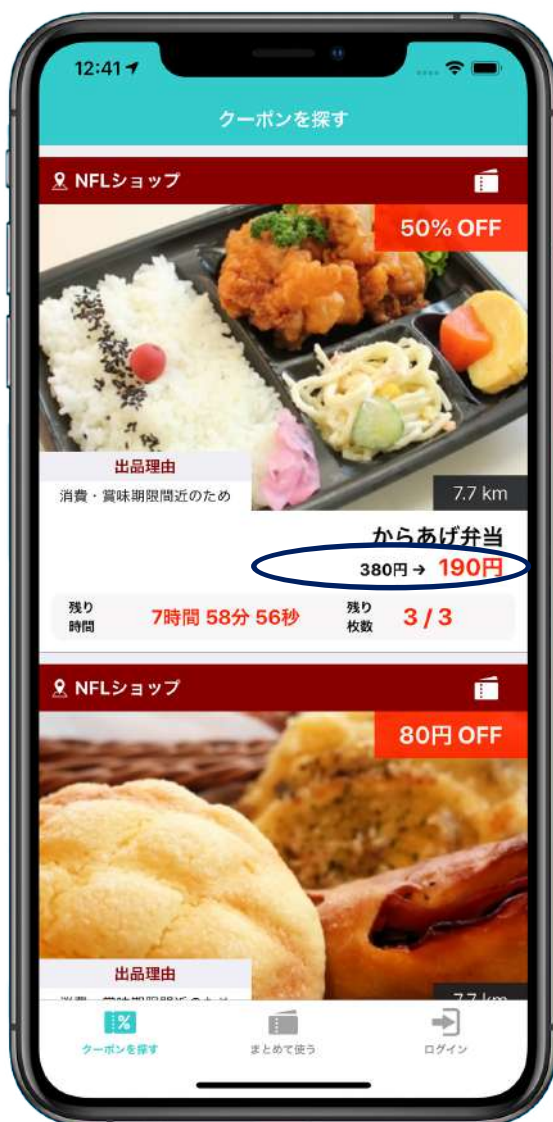 12:41
クーポンを探す
NFLショップ
50% OFF
出品理由
消費・賞味期限間近のため
7.7 km
からあげ弁当
380円 → 190円
残り時間 7時間 58分 56秒 残り枚数 3 / 3
NFLショップ
80円 OFF
出品理由
クーポンを探す まとめて使う ログイン